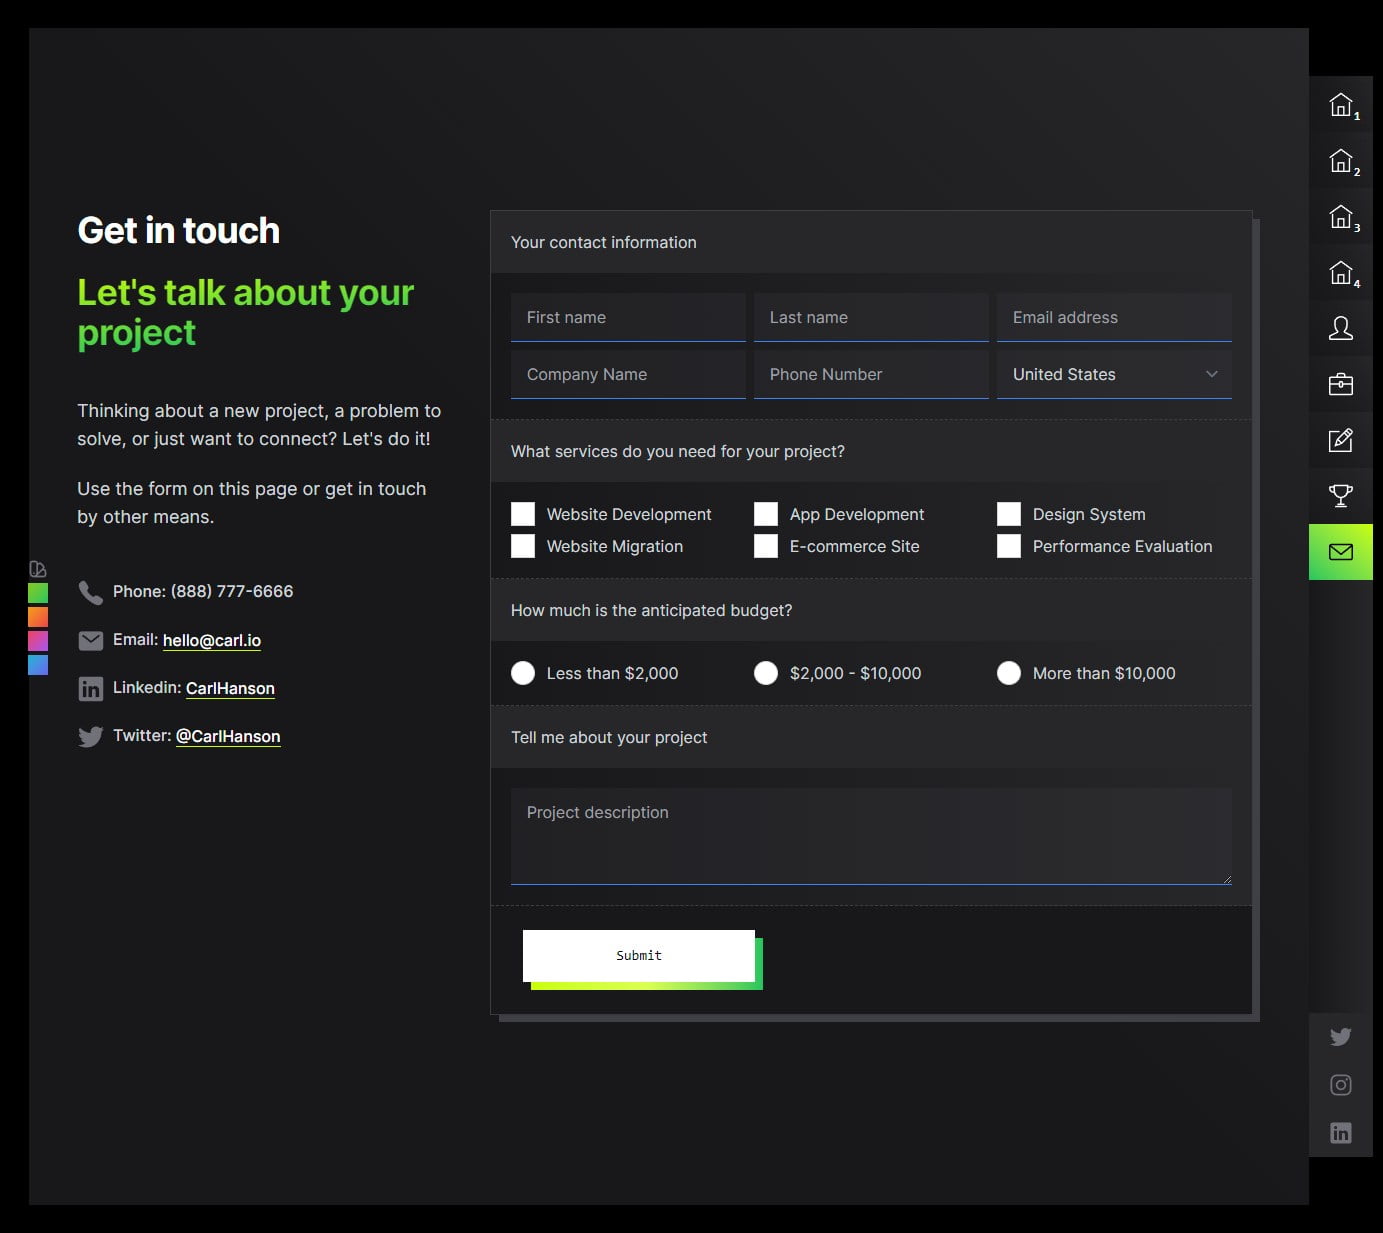 Get in touch
Let's talk about your
project
Thinking about a new project, a problem to
solve, or just want to connect? Let's do it!
Use the form on this page or get in touch
by other means.
Phone: (888) 777-6666
Email: hello@carl.io
Linkedin: CarlHanson
Twitter: @CarlHanson
Your contact information
First name
Last name
Email address
Company Name
Phone Number
United States
What services do you need for your project?
Website Development
App Development
Design System
Website Migration
E-commerce Site
Performance Evaluation
How much is the anticipated budget?
Less than $2,000
$2,000 - $10,000
More than $10,000
Tell me about your project
Project description
Submit
1
2
3
4